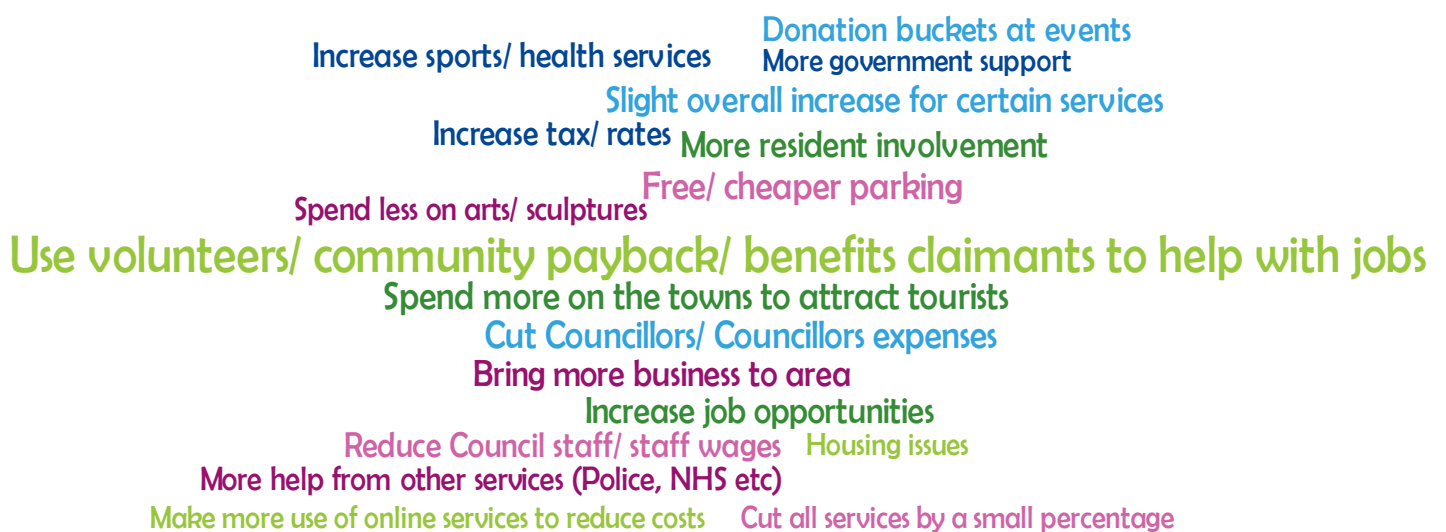 Donation buckets at events
Increase sports/ health services
More government support
Slight overall increase for certain services
Increase tax/ rates
More resident involvement
Free/ cheaper parking
Spend less on arts/ sculptures
Use volunteers/ community payback/ benefits claimants to help with jobs
Spend more on the towns to attract tourists
Cut Councillors/ Councillors expenses
Bring more business to area
Increase job opportunities
Reduce Council staff/ staff wages
Housing issues
More help from other services (Police, NHS etc)
Make more use of online services to reduce costs
Cut all services by a small percentage